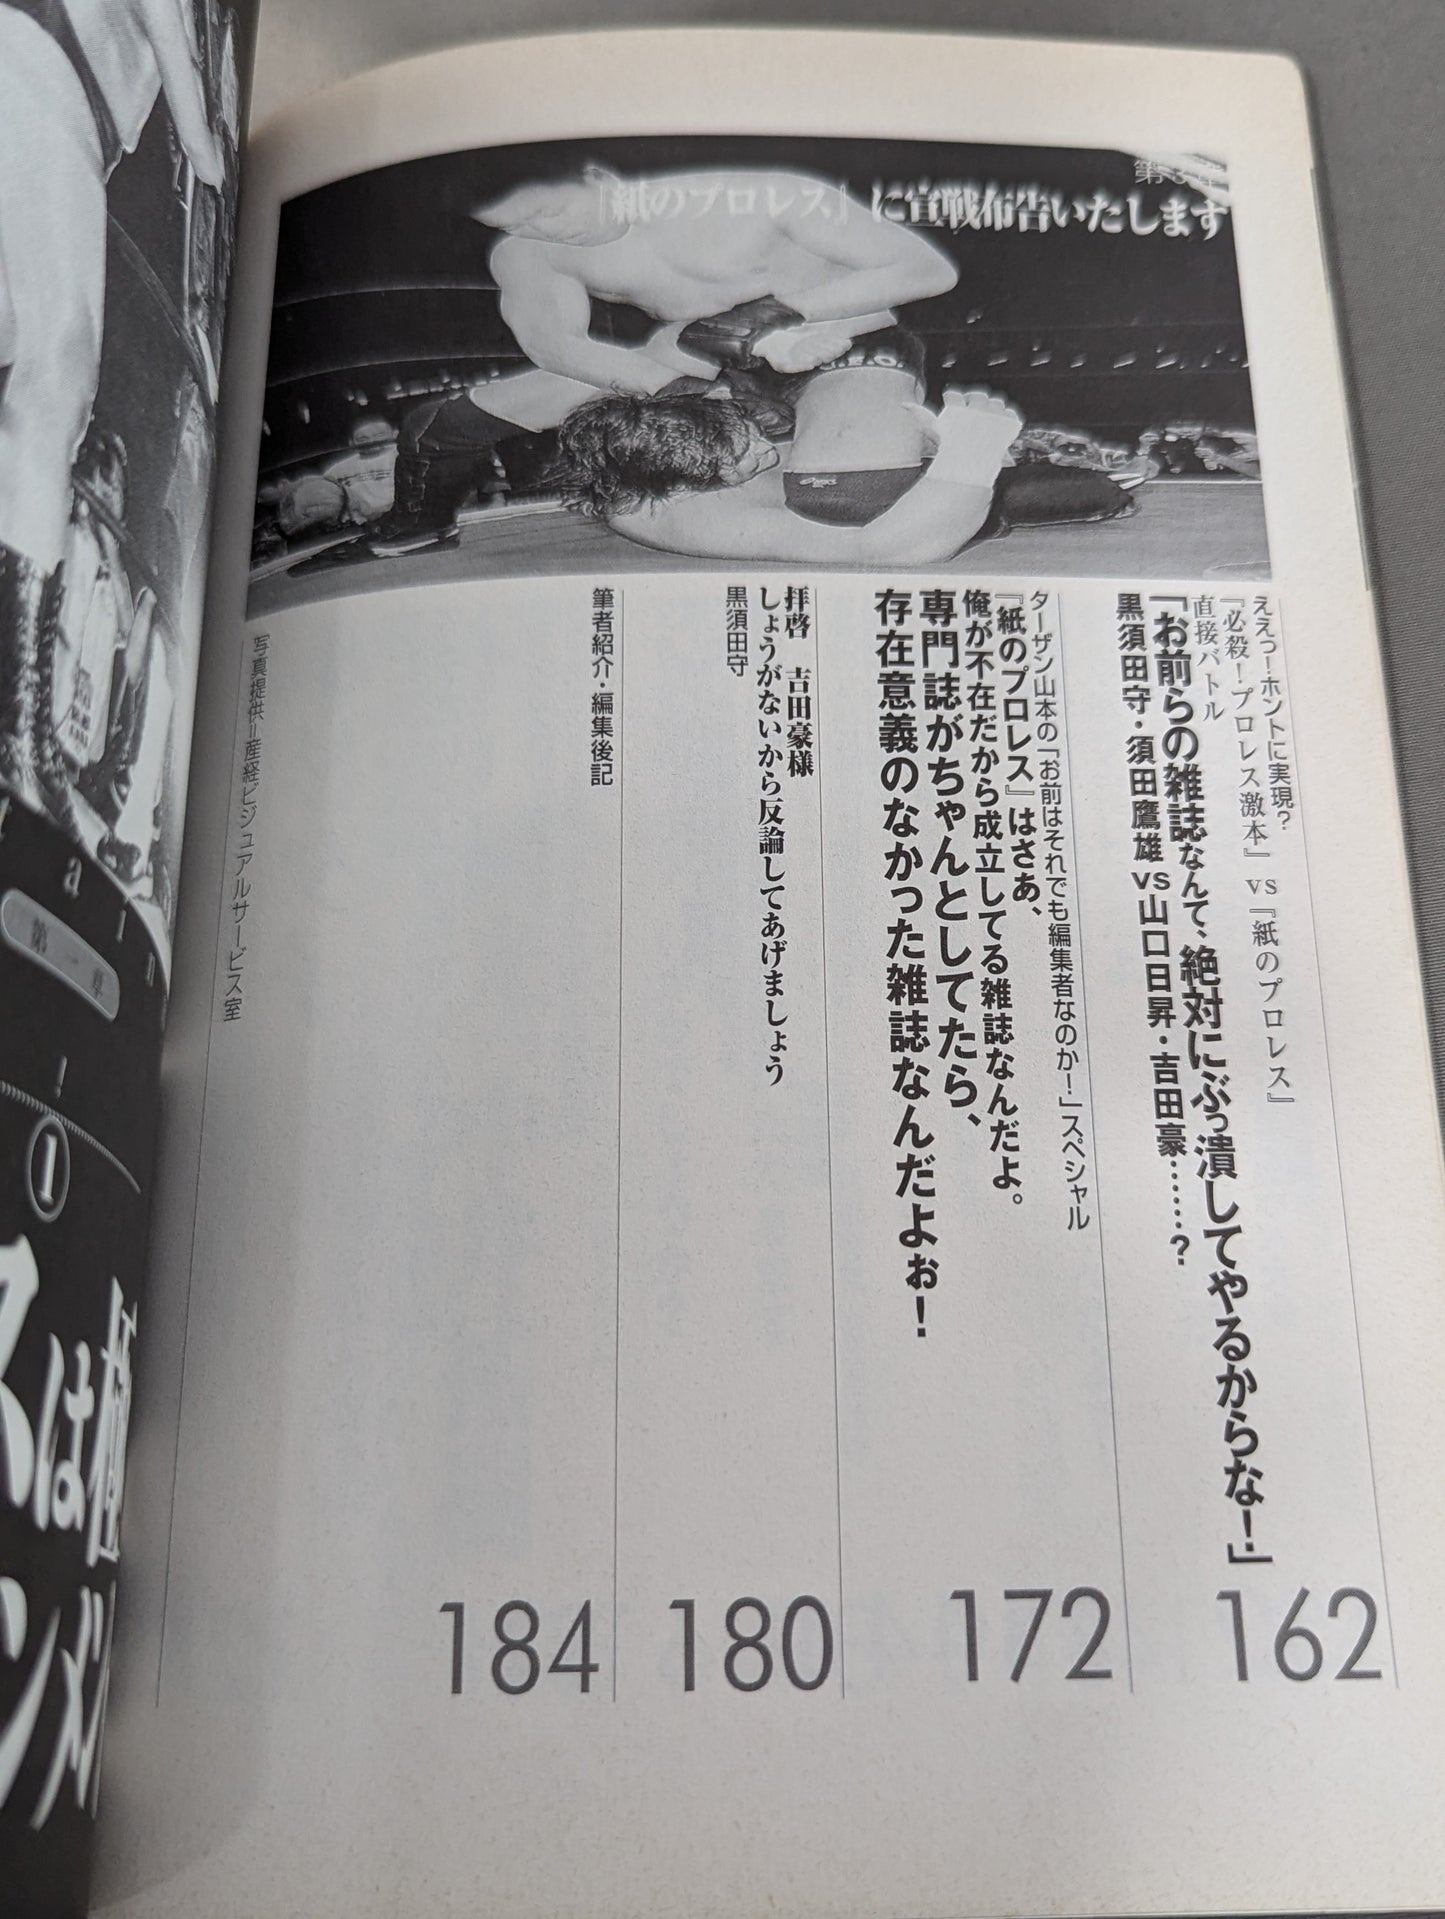 第3章
『紙のプロレス』に宣戦布告いたします
ええっ！ホントに実現？
『必殺！プロレス激本』vs『紙のプロレス』
直接バトル
「お前らの雑誌なんて、絶対にぶっ潰してやるからな！」
黒須田守・須田鷹雄vs山口日昇・吉田豪……？
162
ターザン山本の「お前はそれでも編集者なのか！」スペシャル
『紙のプロレス』はさあ、
俺が不在だから成立してる雑誌なんだよ。
専門誌がちゃんとしてたら、
存在意義のなかった雑誌なんだよぉ！
172
拝啓　吉田豪様
しょうがないから反論してあげましょう
黒須田守
180
筆者紹介・編集後記
184
写真提供＝産経ビジュアルサービス室
第一章
！
①
は